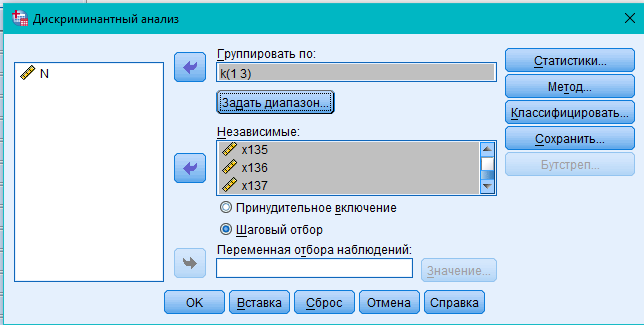 Дискриминантный анализ
N
Группировать по:
k(1 3)
Задать диапазон...
Независимые:
x135
x136
x137
Принудительное включение
Шаговый отбор
Переменная отбора наблюдений:
Значение...
Статистики...
Метод...
Классифицировать...
Сохранить...
Бутстреп...
ОК Вставка Сброс Отмена Справка